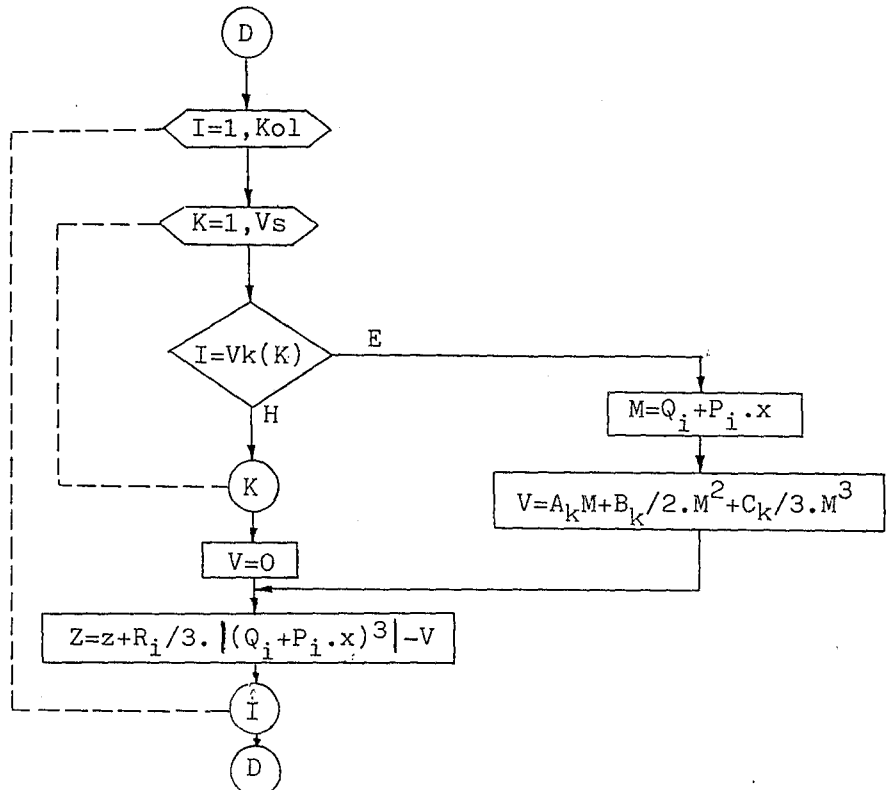 D
I=1,Kol
K=1,Vs
I=Vk(K)
E
H
M=Q_i+P_i.x
K
V=A_kM+B_k/2.M^2+C_k/3.M^3
V=0
Z=z+R_i/3.|(Q_i+P_i.x)^3|-V
İ
D